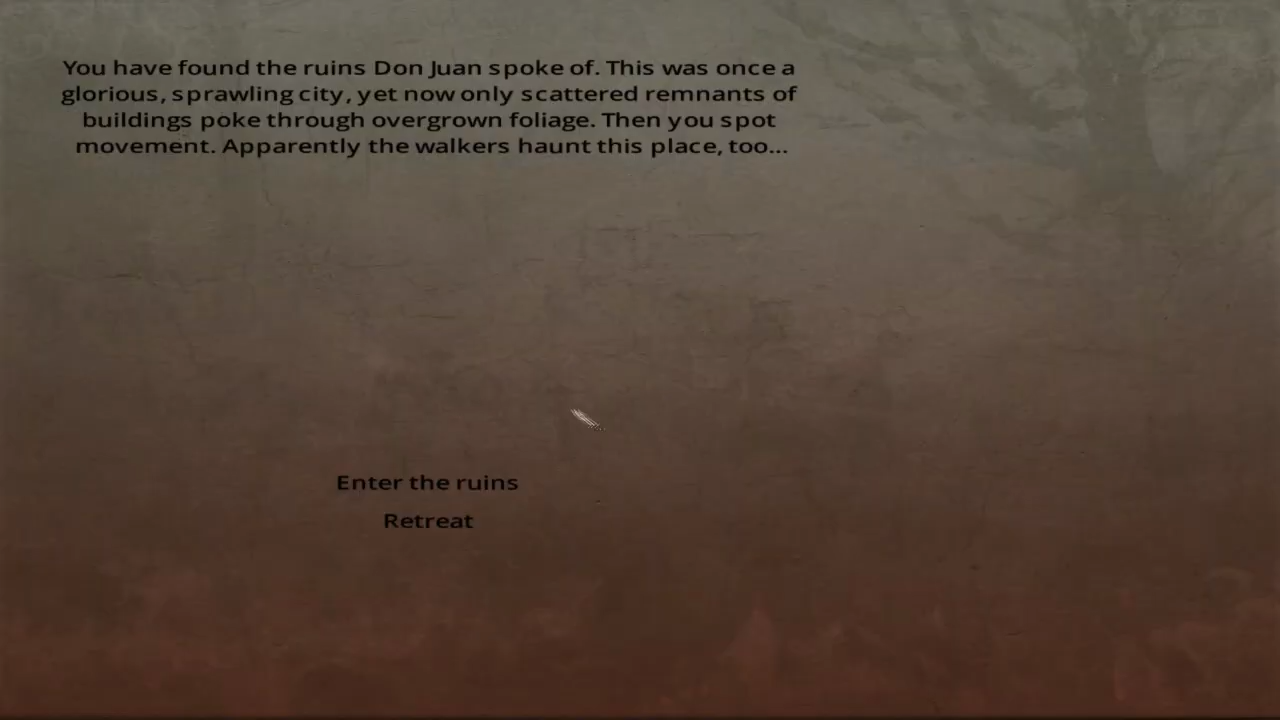 You have found the ruins Don Juan spoke of. This was once a
glorious, sprawling city, yet now only scattered remnants of
buildings poke through overgrown foliage. Then you spot
movement. Apparently the walkers haunt this place, too...
Enter the ruins
Retreat